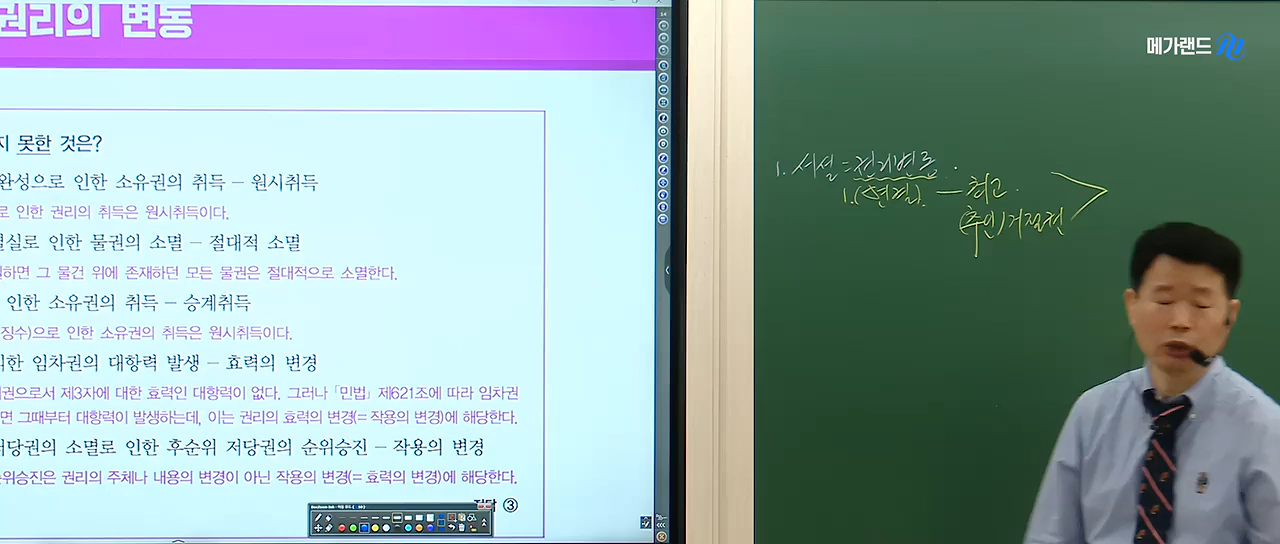 권리의 변동
지 못한 것은?
완성으로 인한 소유권의 취득 – 원시취득
로 인한 권리의 취득은 원시취득이다.
멸실로 인한 물권의 소멸 – 절대적 소멸
실하면 그 물건 위에 존재하던 모든 물권은 절대적으로 소멸한다.
인한 소유권의 취득 – 승계취득
징수)으로 인한 소유권의 취득은 원시취득이다.
의한 임차권의 대항력 발생 – 효력의 변경
권으로서 제3자에 대한 효력인 대항력이 없다. 그러나 「민법」 제621조에 따라 임차권
면 그때부터 대항력이 발생하는데, 이는 권리의 효력의 변경(= 작용의 변경)에 해당한다.
저당권의 소멸로 인한 후순위 저당권의 순위승진 – 작용의 변경
순위승진은 권리의 주체나 내용의 변경이 아닌 작용의 변경(= 효력의 변경)에 해당한다.
③
메가랜드
1. 서설 = 권리변동
1. (연결) — 최고
(추인) 거절권